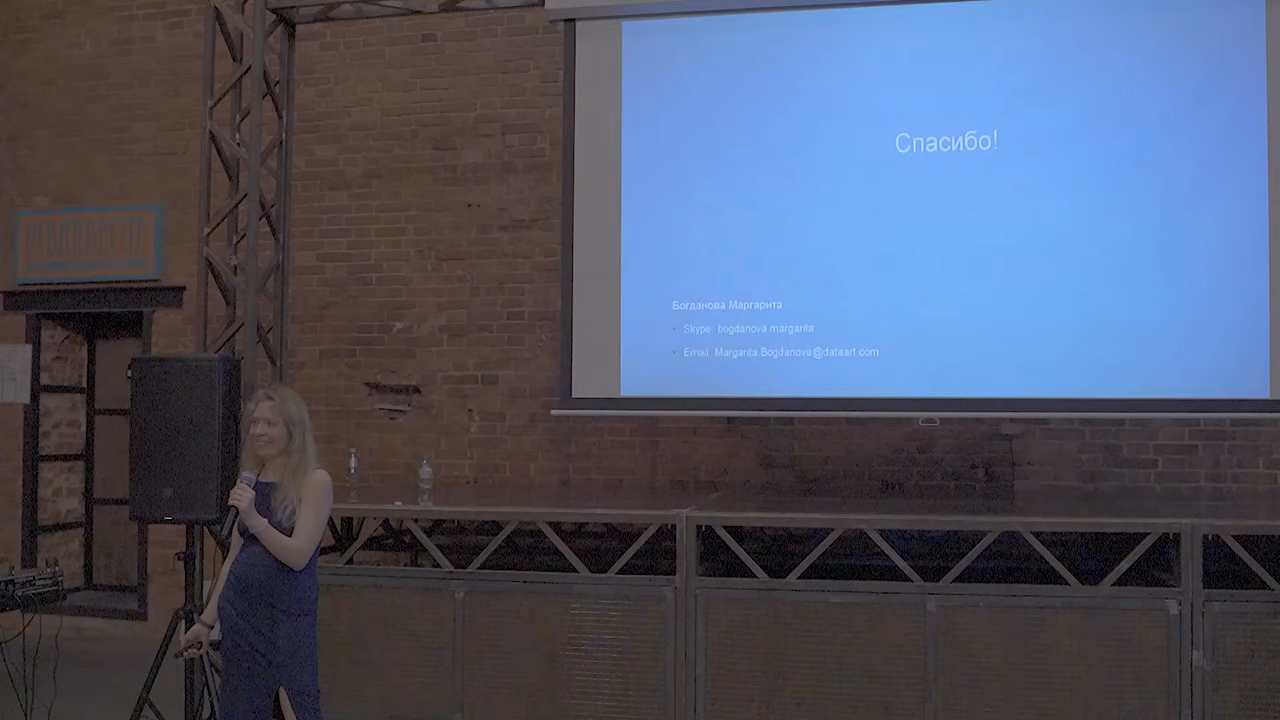 Спасибо!
Богданова Маргарита
Skype: bogdanova margarita
Email: Margarita.Bogdanova@dataart.com